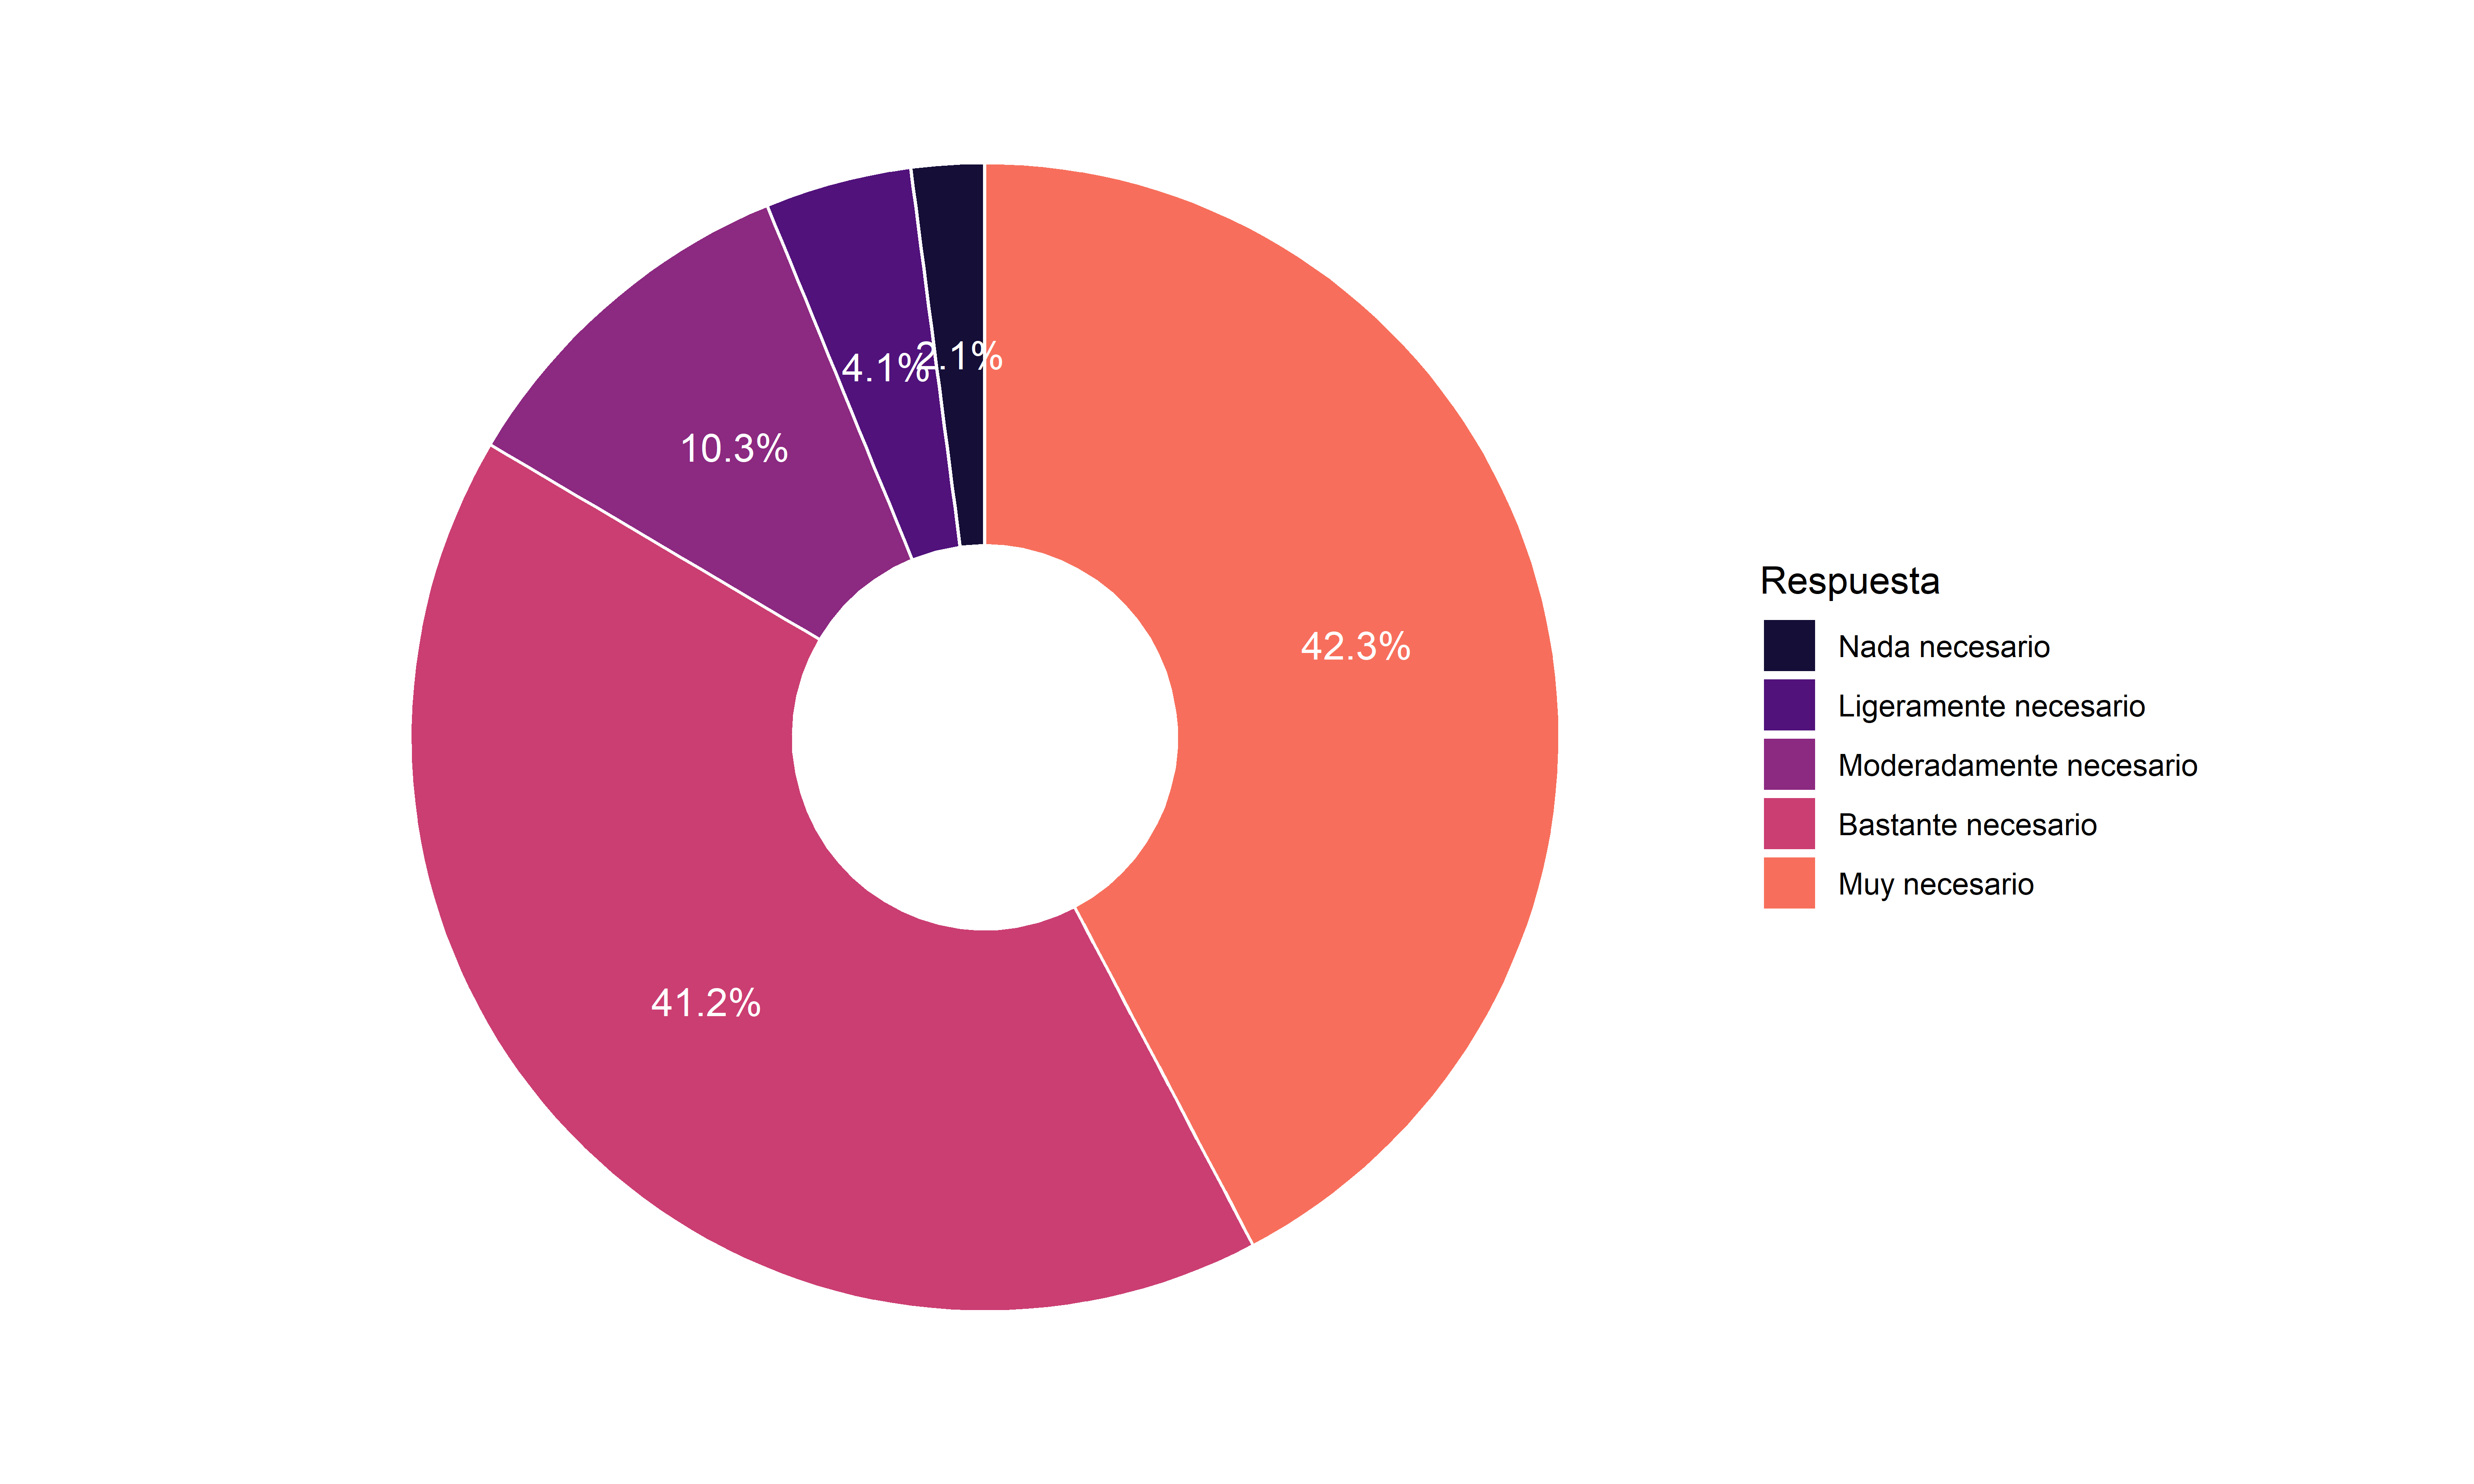 2.1%
4.1%
10.3%
42.3%
41.2%
Respuesta
Nada necesario
Ligeramente necesario
Moderadamente necesario
Bastante necesario
Muy necesario